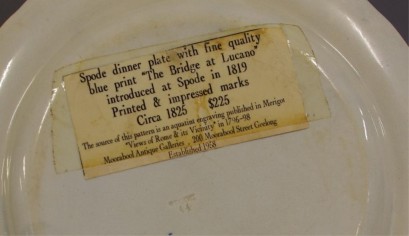 Spode dinner plate with fine quality
blue print "The Bridge at Lucano"
introduced at Spode in 1819
Printed & impressed marks
Circa 1825 $225
The source of this pattern is an aquatint engraving published in Merigot
"Views of Rome & its Vicinity" in 1796-98
Moorabool Antique Galleries 200 Moorabool Street Geelong
Established 1958